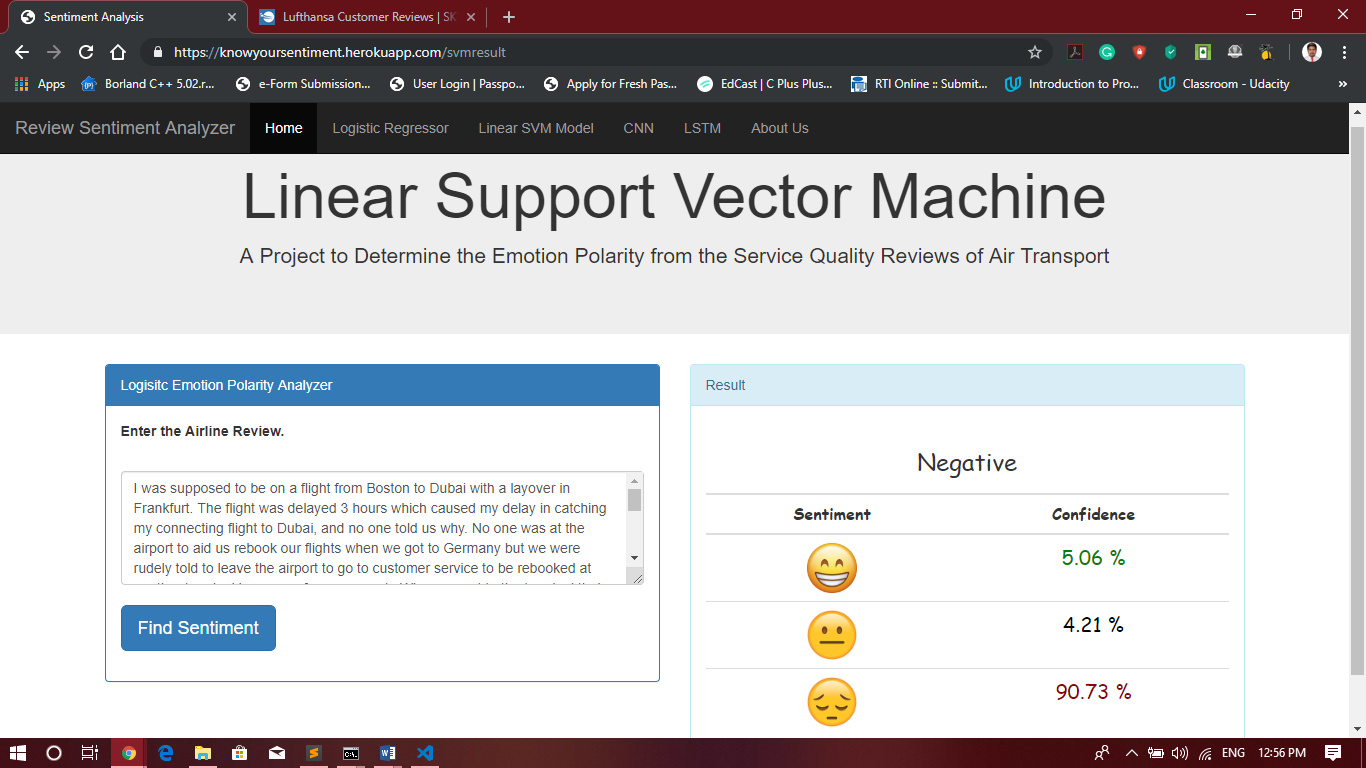 Sentiment Analysis
Lufthansa Customer Reviews | SK
https://knowyoursentiment.herokuapp.com/svmresult
Apps
Borland C++ 5.02.r...
e-Form Submission...
User Login | Passpo...
Apply for Fresh Pas...
EdCast | C Plus Plus...
RTI Online :: Submit...
Introduction to Pro...
Classroom - Udacity
»
Review Sentiment Analyzer
Home
Logistic Regressor
Linear SVM Model
CNN
LSTM
About Us
Linear Support Vector Machine
A Project to Determine the Emotion Polarity from the Service Quality Reviews of Air Transport
Logisitc Emotion Polarity Analyzer
Enter the Airline Review.
I was supposed to be on a flight from Boston to Dubai with a layover in
Frankfurt. The flight was delayed 3 hours which caused my delay in catching
my connecting flight to Dubai, and no one told us why. No one was at the
airport to aid us rebook our flights when we got to Germany but we were
rudely told to leave the airport to go to customer service to be rebooked at
Find Sentiment
Result
Negative
Sentiment Confidence
5.06 %
4.21 %
90.73 %
ENG
12:56 PM